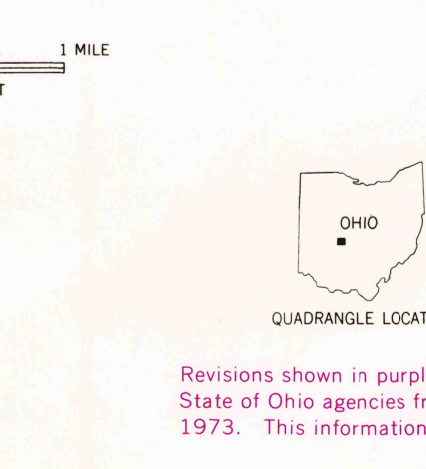 1 MILE
OHIO
QUADRANGLE LOCAT
Revisions shown in purpl
State of Ohio agencies fr
1973. This information